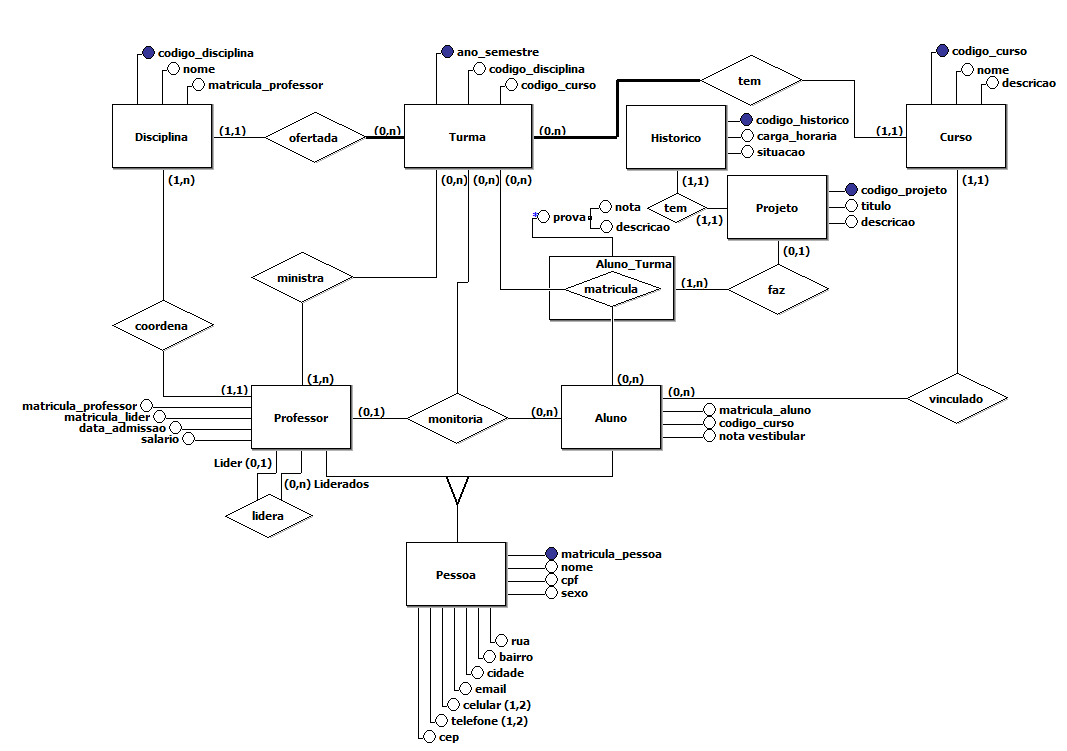 codigo_disciplina
nome
matricula_professor
ano_semestre
codigo_disciplina
codigo_curso
codigo_curso
nome
descricao
tem
Disciplina
(1,1)
ofertada
(0,n)
Turma
(0,n)
Historico
codigo_historico
carga_horaria
situacao
(1,1)
Curso
(1,n)
(0,n)
(0,n)
(0,n)
(1,1)
(1,1)
tem
(1,1)
Projeto
codigo_projeto
titulo
descricao
prova
nota
descricao
(0,1)
Aluno_Turma
matricula
(1,n)
faz
ministra
coordena
(1,1)
(1,n)
(0,n)
(0,n)
vinculado
matricula_professor
matricula_lider
data_admissao
salario
Professor
(0,1)
monitoria
(0,n)
Aluno
matricula_aluno
codigo_curso
nota vestibular
Lider (0,1)
(0,n) Liderados
lidera
Pessoa
matricula_pessoa
nome
cpf
sexo
rua
bairro
cidade
email
celular (1,2)
telefone (1,2)
cep